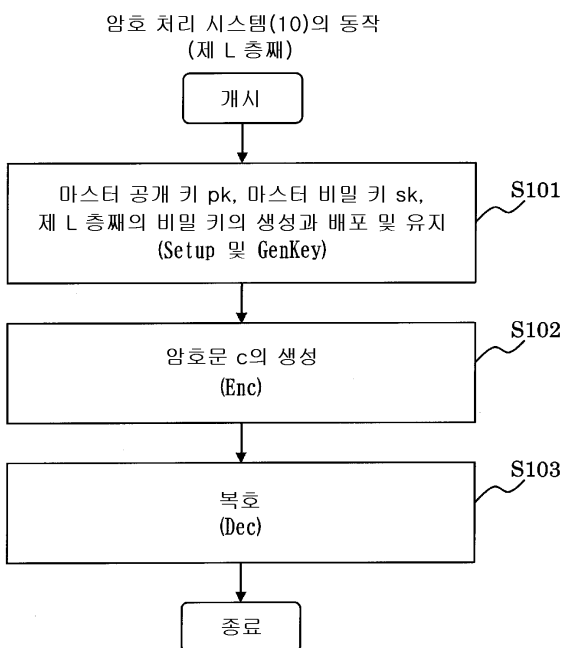 암호 처리 시스템(10)의 동작
(제 L 층째)
개시
마스터 공개 키 pk, 마스터 비밀 키 sk,
제 L 층째의 비밀 키의 생성과 배포 및 유지
(Setup 및 GenKey)
S101
암호문 c의 생성
(Enc)
S102
복호
(Dec)
S103
종료